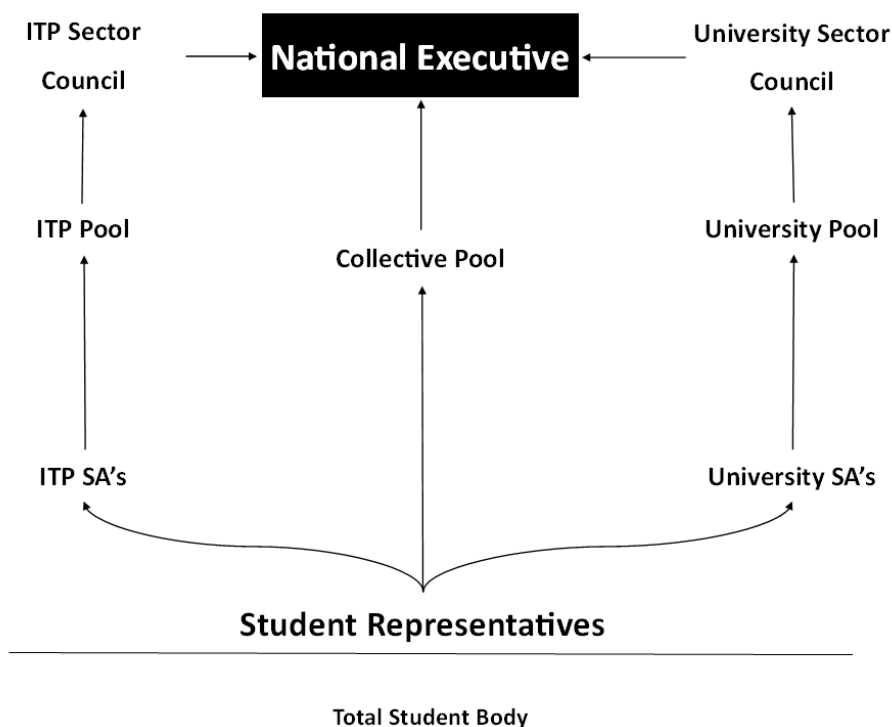 ITP Sector
Council
National Executive
University Sector
Council
ITP Pool
Collective Pool
University Pool
ITP SA's
University SA's
Student Representatives
Total Student Body